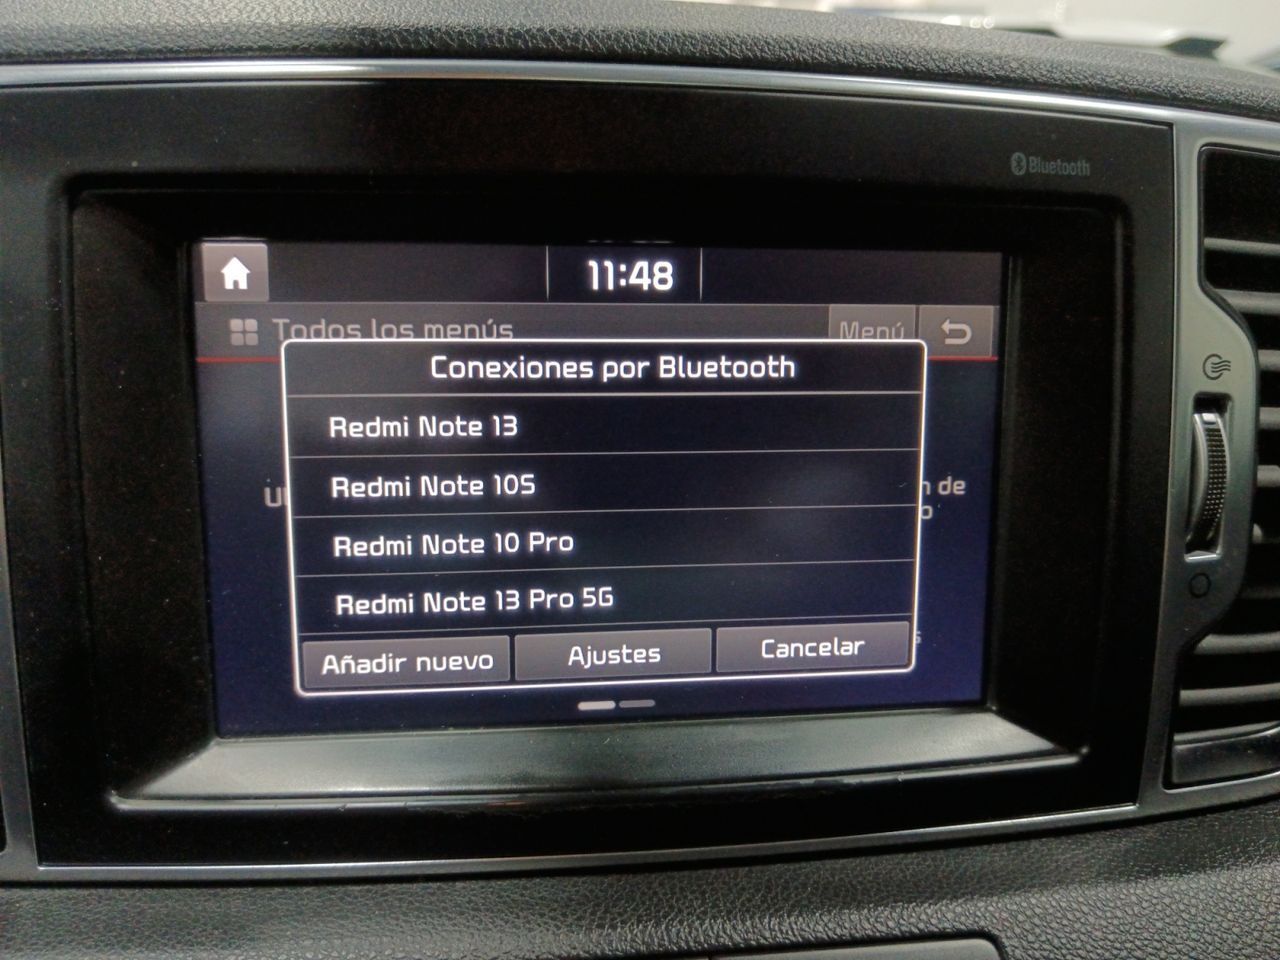 Bluetooth
11:48
Todos los menús
Menú
Conexiones por Bluetooth
Redmi Note 13
Redmi Note 10S
Redmi Note 10 Pro
Redmi Note 13 Pro 5G
de
Añadir nuevo
Ajustes
Cancelar